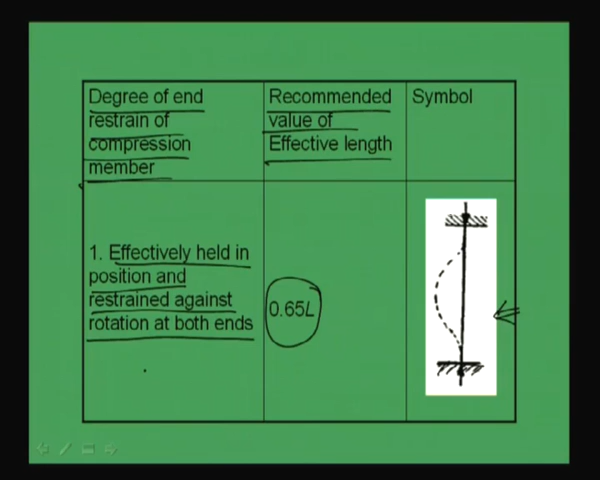 Degree of end
restrain of
compression
member
Recommended
value of
Effective length
Symbol
1. Effectively held in
position and
restrained against
rotation at both ends
0.65L